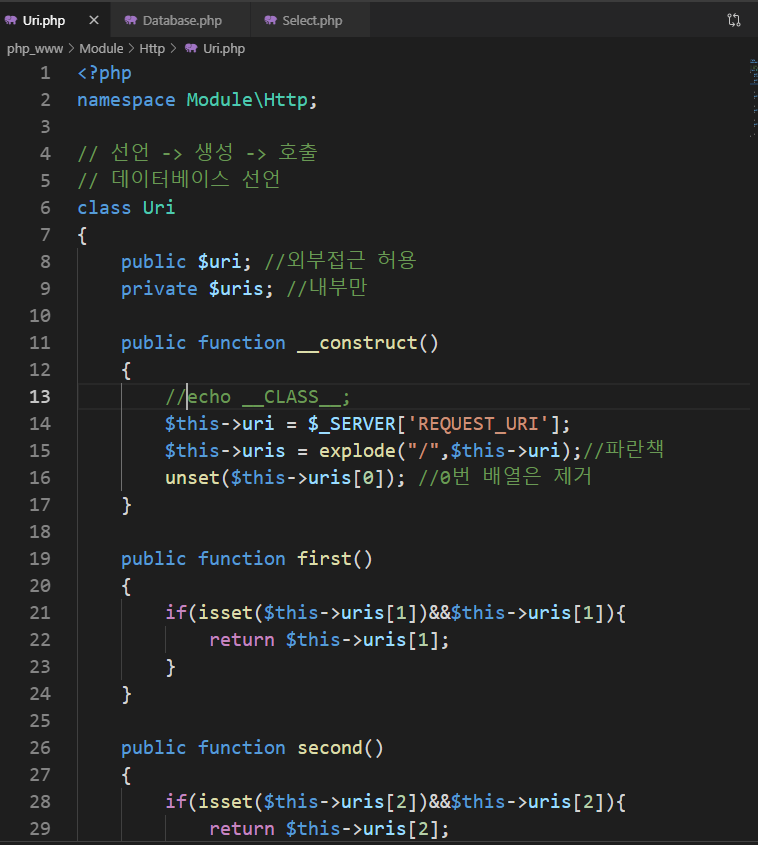 Uri.php Database.php Select.php
php_www > Module > Http > Uri.php
1 <?php
2 namespace Module\Http;
3
4 // 선언 -> 생성 -> 호출
5 // 데이터베이스 선언
6 class Uri
7 {
8 public $uri; //외부접근 허용
9 private $uris; //내부만
10
11 public function __construct()
12 {
13 //echo __CLASS__;
14 $this->uri = $_SERVER['REQUEST_URI'];
15 $this->uris = explode("/",$this->uri);//파란책
16 unset($this->uris[0]); //0번 배열은 제거
17 }
18
19 public function first()
20 {
21 if(isset($this->uris[1])&&$this->uris[1]){
22 return $this->uris[1];
23 }
24 }
25
26 public function second()
27 {
28 if(isset($this->uris[2])&&$this->uris[2]){
29 return $this->uris[2];